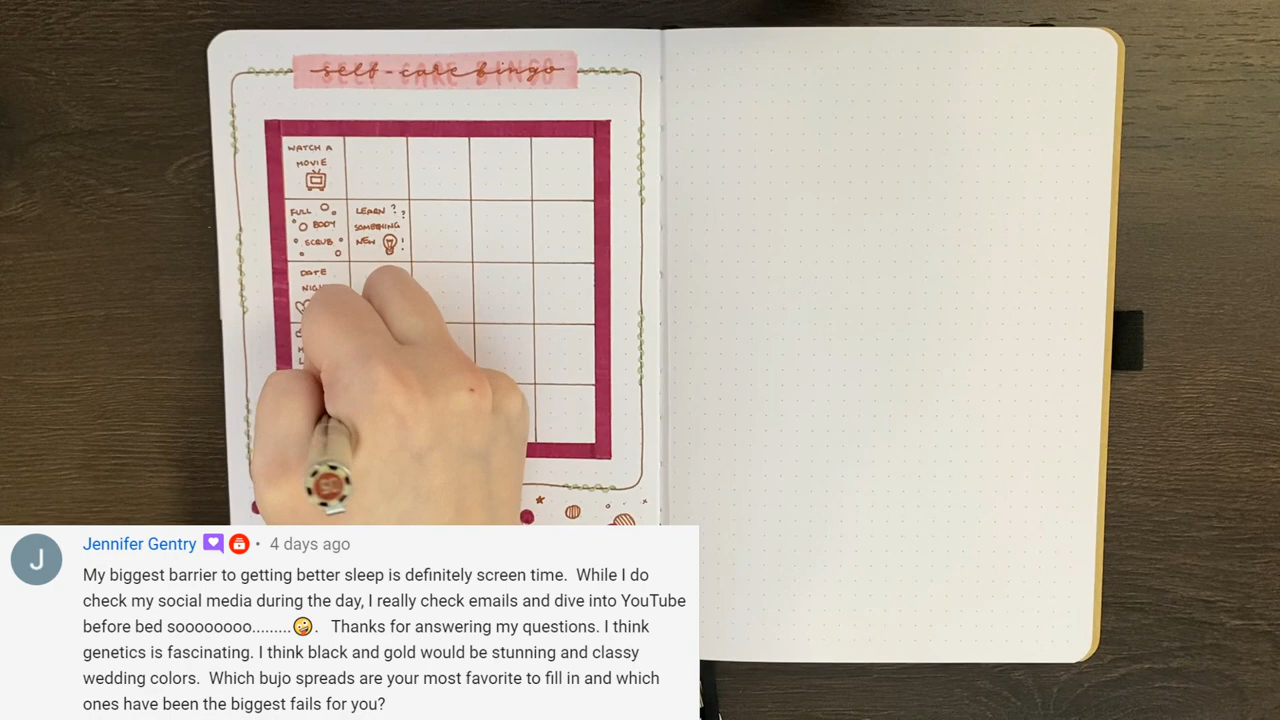 self-care bingo
WATCH A
MOVIE
FULL
BODY
SCRUB
LEARN ? ?
SOMETHING
NEW !
DATE
Jennifer Gentry • 4 days ago
My biggest barrier to getting better sleep is definitely screen time. While I do
check my social media during the day, I really check emails and dive into YouTube
before bed soooooooo.........🤪. Thanks for answering my questions. I think
genetics is fascinating. I think black and gold would be stunning and classy
wedding colors. Which bujo spreads are your most favorite to fill in and which
ones have been the biggest fails for you?
J